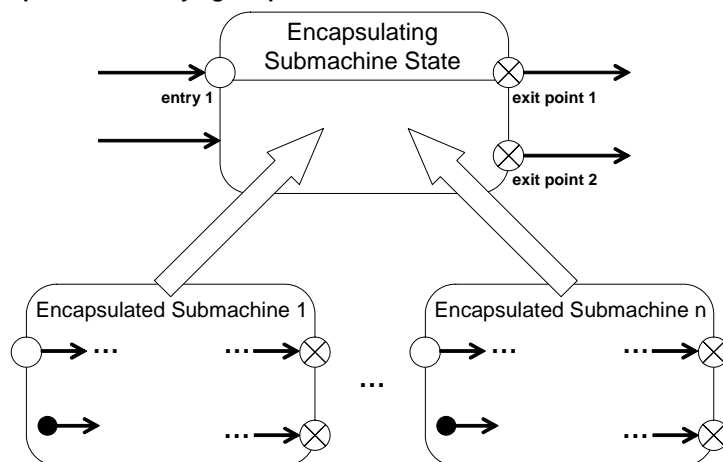 Encapsulating
Submachine State
entry 1
exit point 1
exit point 2
Encapsulated Submachine 1
Encapsulated Submachine n
...
...
...
...
...
...
...